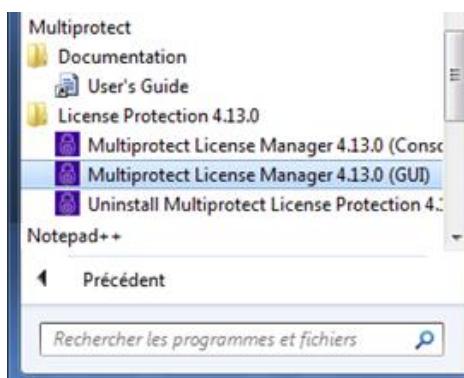 Multiprotect
Documentation
User's Guide
License Protection 4.13.0
Multiprotect License Manager 4.13.0 (Consc
Multiprotect License Manager 4.13.0 (GUI)
Uninstall Multiprotect License Protection 4.:
Notepad++
Précédent
Rechercher les programmes et fichiers